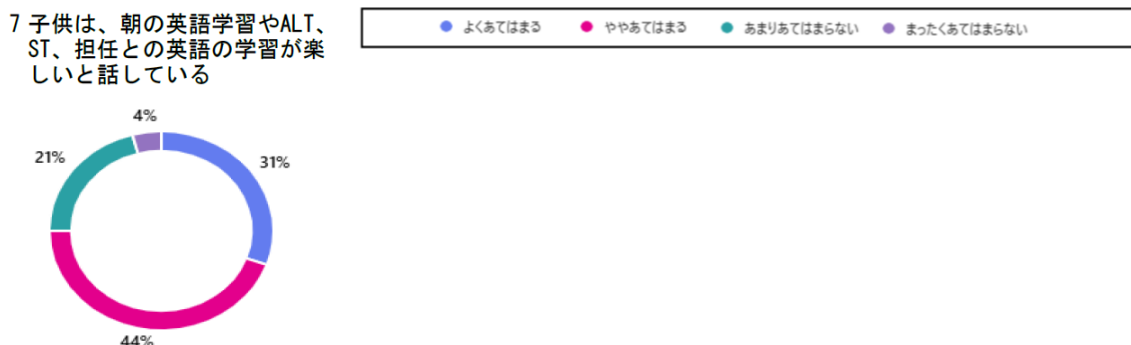 7 子供は、朝の英語学習やALT、
ST、担任との英語の学習が楽
しいと話している
よくあてはまる ややあてはまる あまりあてはまらない まったくあてはまらない
4%
21%
31%
44%